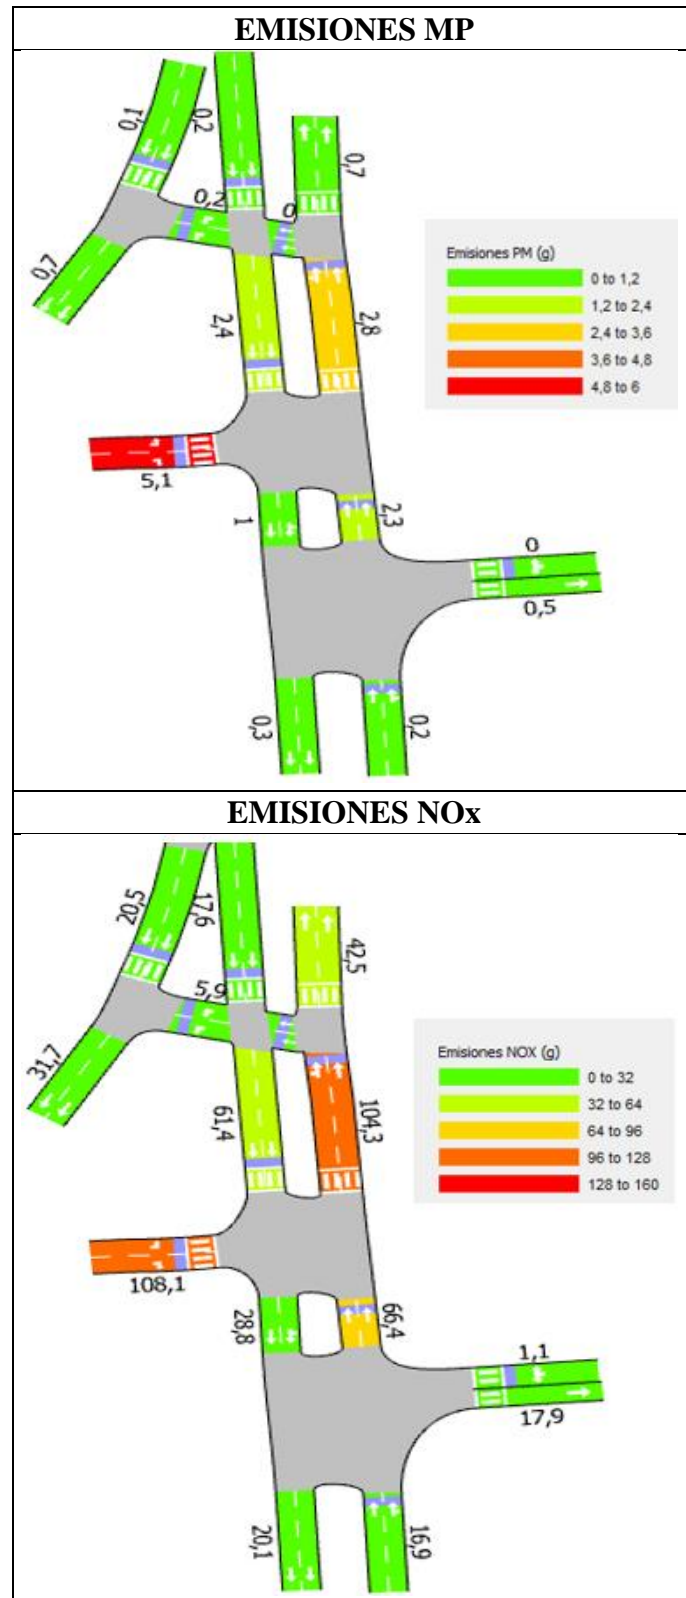 EMISIONES MP
0,1
0,2
0,7
0,2
0
0,7
2,4
2,8
5,1
1
2,3
0
0,5
0,3
0,2
Emisiones PM (g)
0 to 1,2
1,2 to 2,4
2,4 to 3,6
3,6 to 4,8
4,8 to 6
EMISIONES NOx
20,5
17,6
42,5
5,9
31,7
61,4
104,3
108,1
28,8
66,4
1,1
17,9
20,1
16,9
Emisiones NOX (g)
0 to 32
32 to 64
64 to 96
96 to 128
128 to 160